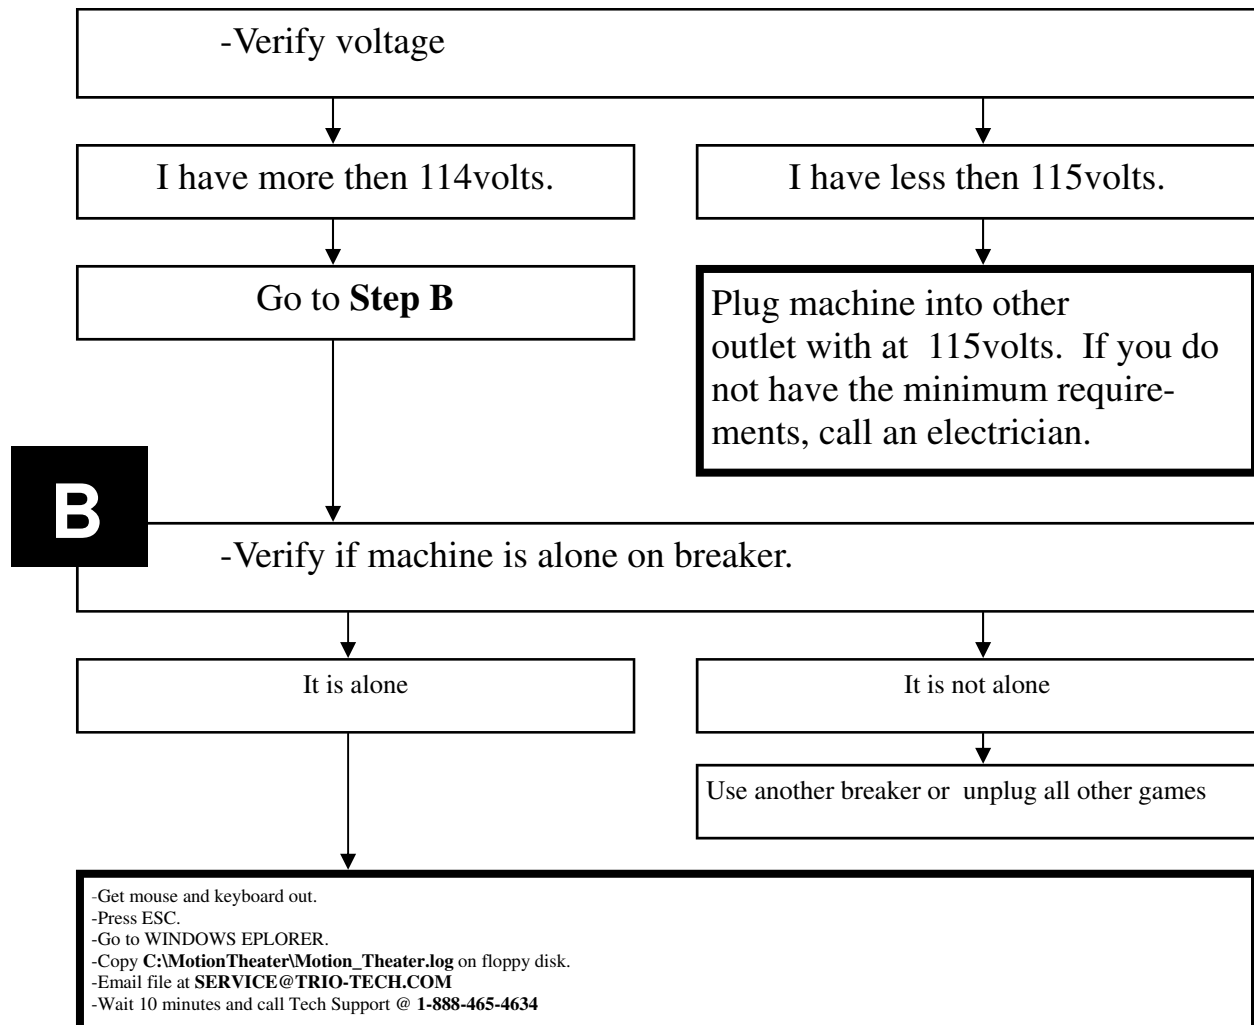 -Verify voltage
I have more then 114volts.
I have less then 115volts.
Go to Step B
Plug machine into other
outlet with at  115volts.  If you do
not have the minimum require-
ments, call an electrician.
B
-Verify if machine is alone on breaker.
It is alone
It is not alone
Use another breaker or  unplug all other games
-Get mouse and keyboard out.
-Press ESC.
-Go to WINDOWS EPLORER.
-Copy C:\MotionTheater\Motion_Theater.log on floppy disk.
-Email file at SERVICE@TRIO-TECH.COM
-Wait 10 minutes and call Tech Support @ 1-888-465-4634